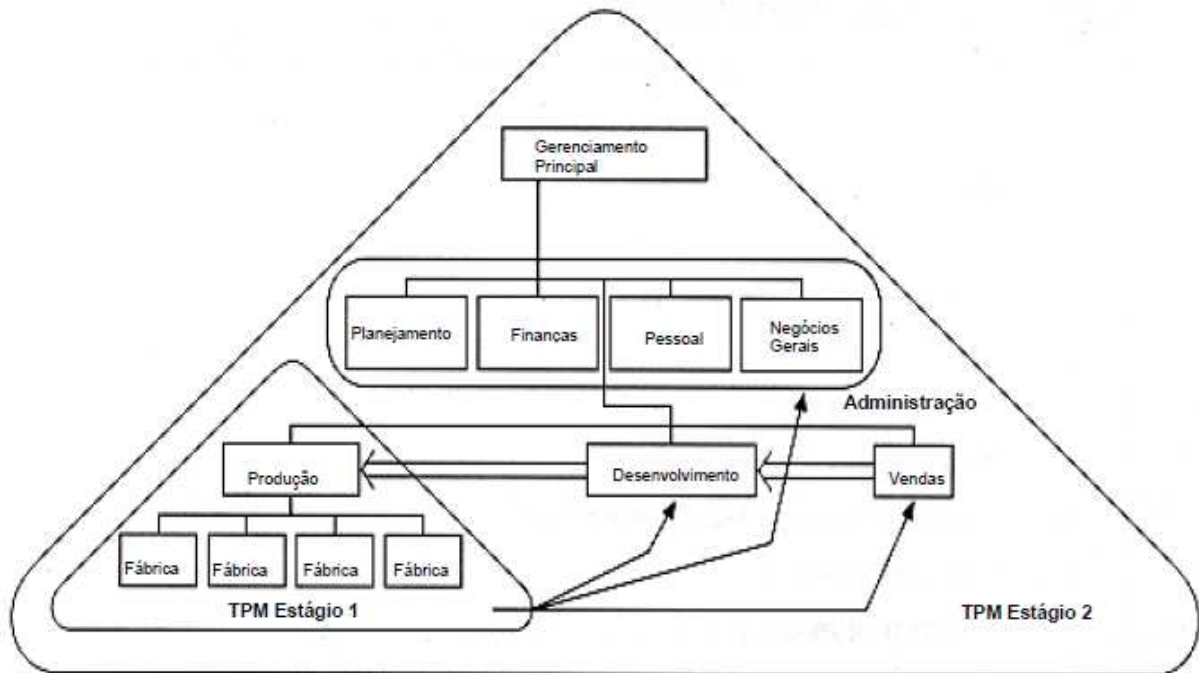 Gerenciamento
Principal
Planejamento
Finanças
Pessoal
Negócios
Gerais
Administração
Produção
Desenvolvimento
Vendas
Fábrica
Fábrica
Fábrica
Fábrica
TPM Estágio 1
TPM Estágio 2